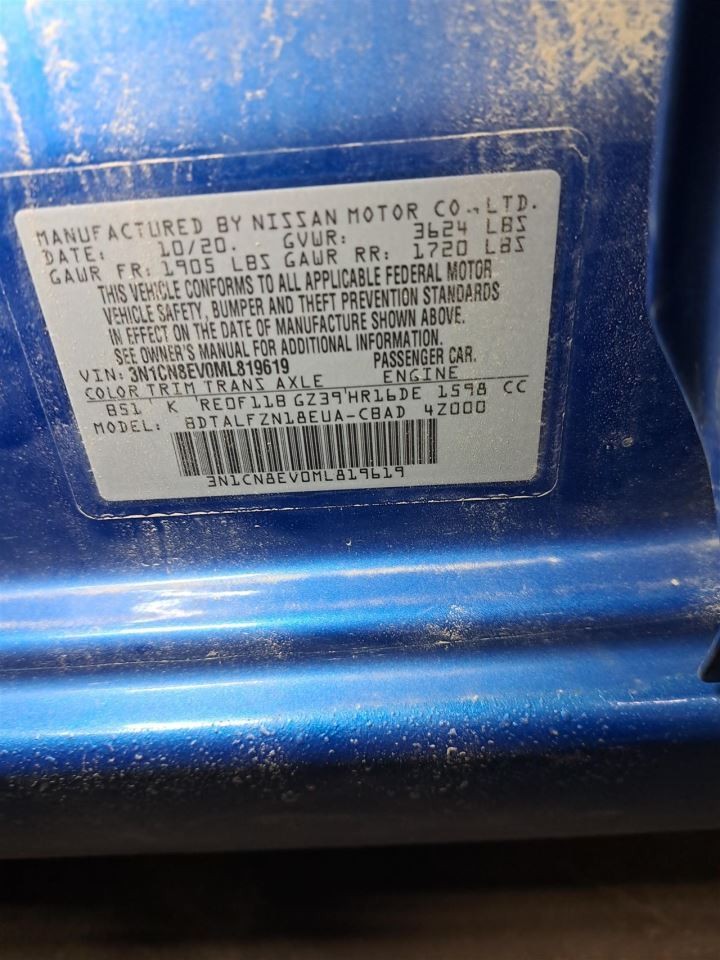 MANUFACTURED BY NISSAN MOTOR CO., LTD.
DATE: 10/20. GVWR: 3624 LBS
GAWR FR: 1905 LBS GAWR RR: 1720 LBS
THIS VEHICLE CONFORMS TO ALL APPLICABLE FEDERAL MOTOR
VEHICLE SAFETY, BUMPER AND THEFT PREVENTION STANDARDS
IN EFFECT ON THE DATE OF MANUFACTURE SHOWN ABOVE.
SEE OWNER'S MANUAL FOR ADDITIONAL INFORMATION.
VIN: 3N1CN8EV0ML819619 PASSENGER CAR.
COLOR TRIM TRANS AXLE ENGINE
B51 K RE0F11B GZ39 HR16DE 1598 CC
MODEL: BDTALFZN18EUA-CBAD 4Z000
3N1CN8EV0ML819619